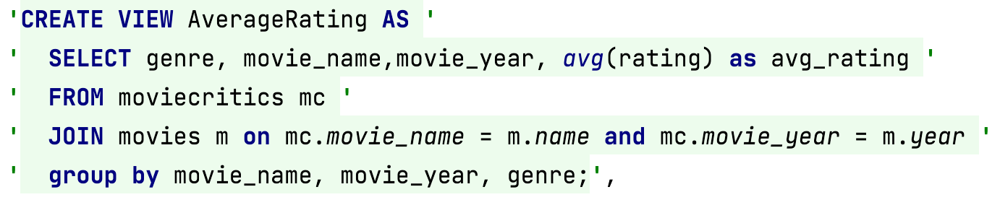 'CREATE VIEW AverageRating AS '
'  SELECT genre, movie_name,movie_year, avg(rating) as avg_rating '
'  FROM moviecritics mc '
'  JOIN movies m on mc.movie_name = m.name and mc.movie_year = m.year '
'  group by movie_name, movie_year, genre;',